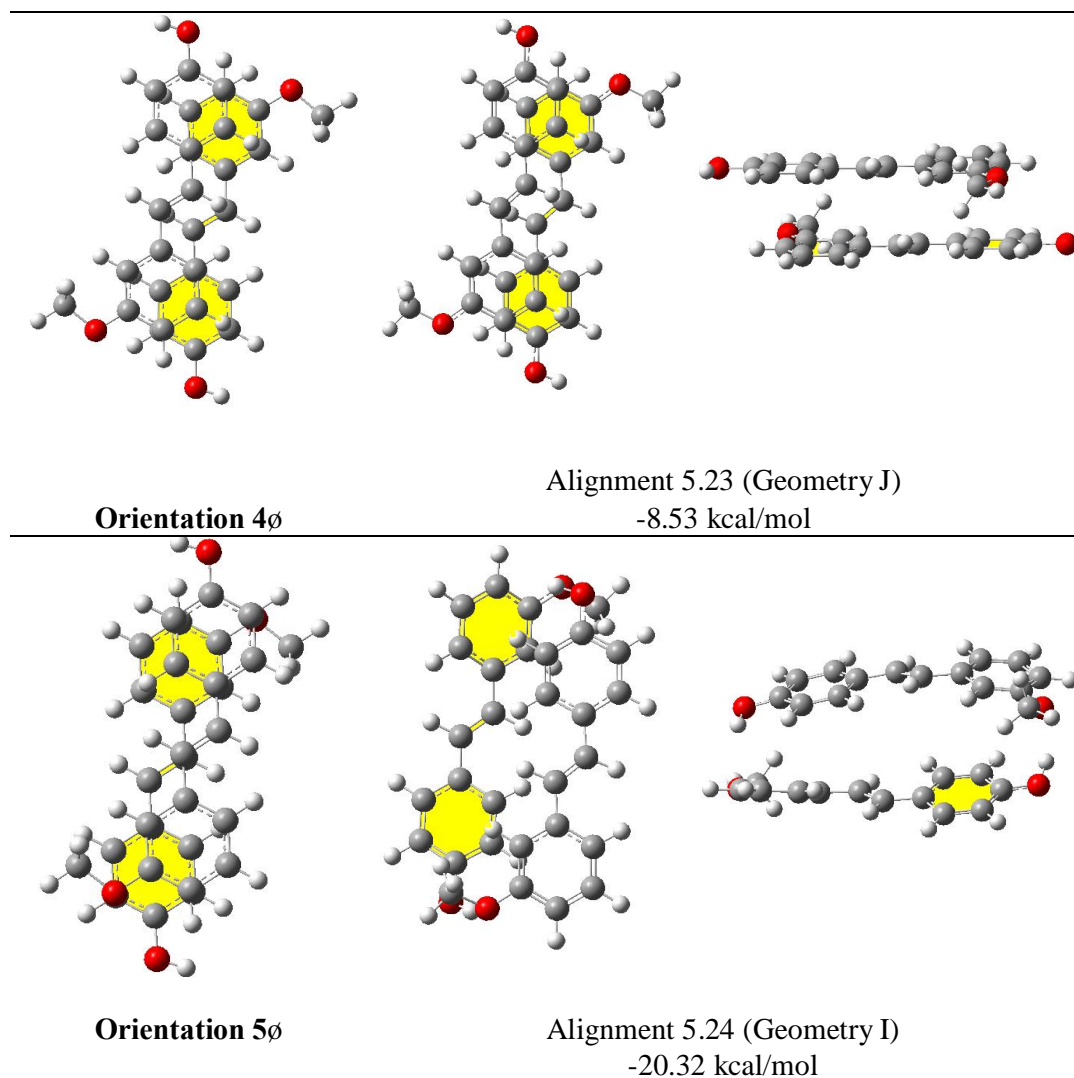 Alignment 5.23 (Geometry J)
Orientation 4ø
-8.53 kcal/mol
Alignment 5.24 (Geometry I)
Orientation 5ø
-20.32 kcal/mol